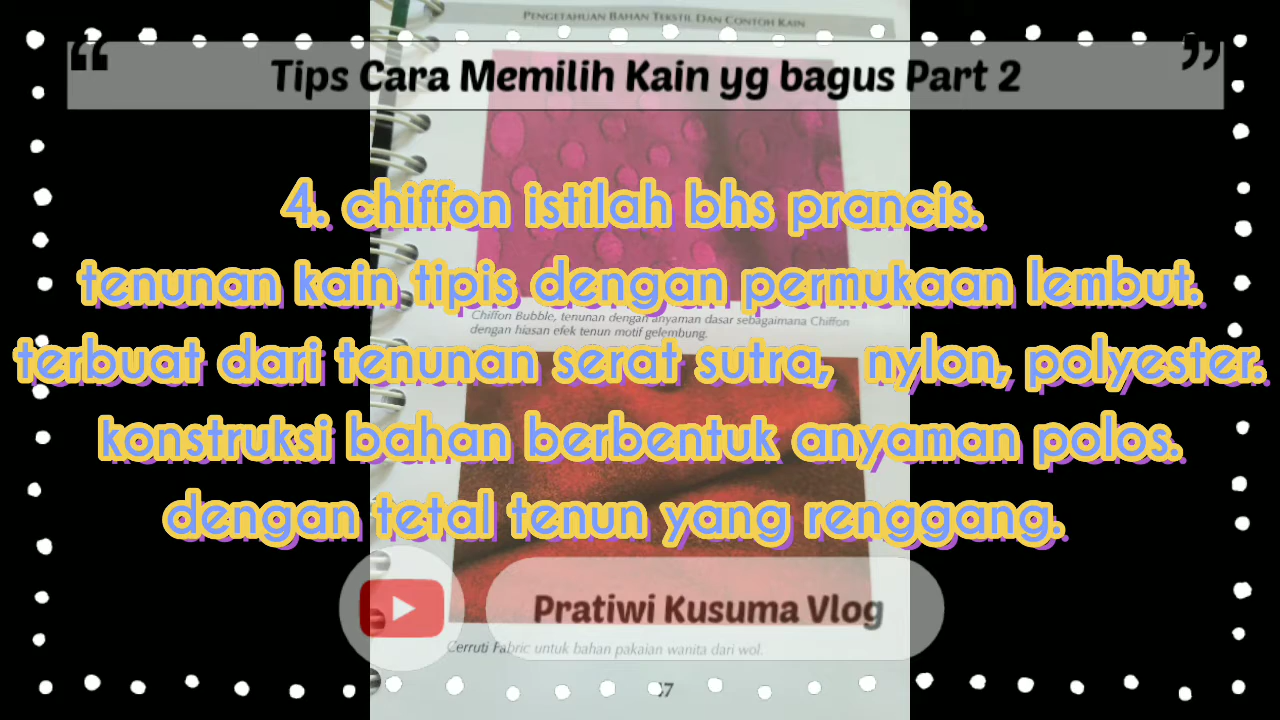 PENGETAHUAN BAHAN TEKSTIL DAN CONTOH KAIN
“ Tips Cara Memilih Kain yg bagus Part 2 ”
4. chiffon istilah bhs prancis.
tenunan kain tipis dengan permukaan lembut.
Chiffon Bubble, tenunan dengan anyaman dasar sebagaimana Chiffon
dengan hiasan efek tenun motif gelembung.
terbuat dari tenunan serat sutra, nylon, polyester.
konstruksi bahan berbentuk anyaman polos.
dengan tetal tenun yang renggang.
Pratiwi Kusuma Vlog
Cerruti Fabric untuk bahan pakaian wanita dari wol.